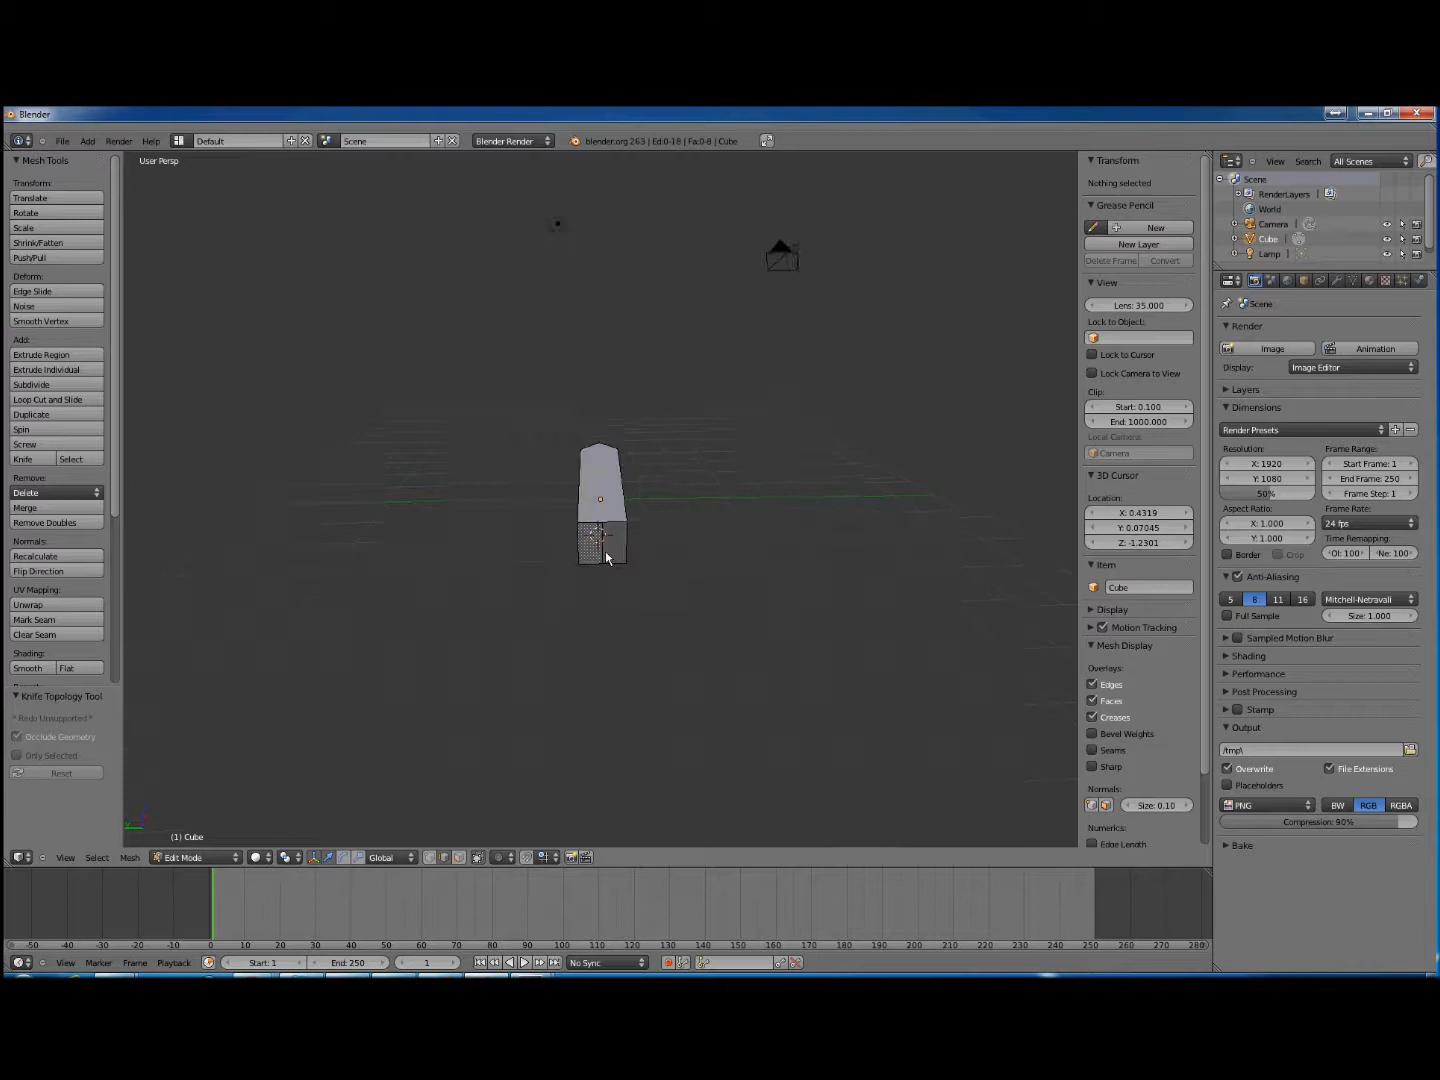 Blender
File Add Render Help Default Scene Blender Render blender.org 263 | Ed:0-18 | Fa:0-8 | Cube
Mesh Tools
Transform:
Translate
Rotate
Scale
Shrink/Fatten
Push/Pull
Deform:
Edge Slide
Noise
Smooth Vertex
Add:
Extrude Region
Extrude Individual
Subdivide
Loop Cut and Slide
Duplicate
Spin
Screw
Knife Select
Remove:
Delete
Merge
Remove Doubles
Normals:
Recalculate
Flip Direction
UV Mapping:
Unwrap
Mark Seam
Clear Seam
Shading:
Smooth Flat
Knife Topology Tool
* Redo Unsupported *
Occlude Geometry
Only Selected
Reset
User Persp
(1) Cube
Transform
Nothing selected
Grease Pencil
New
New Layer
Delete Frame Convert
View
Lens: 35.000
Lock to Object:
Lock to Cursor
Lock Camera to View
Clip:
Start: 0.100
End: 1000.000
Local Camera:
Camera
3D Cursor
Location:
X: 0.4319
Y: 0.07045
Z: -1.2301
Item
Cube
Display
Motion Tracking
Mesh Display
Overlays:
Edges
Faces
Creases
Bevel Weights
Seams
Sharp
Normals:
Size: 0.10
Numerics:
Edge Length
View Search All Scenes
Scene
RenderLayers
World
Camera
Cube
Lamp
Scene
Render
Image Animation
Display: Image Editor
Layers
Dimensions
Render Presets
Resolution: Frame Range:
X: 1920 Start Frame: 1
Y: 1080 End Frame: 250
50% Frame Step: 1
Aspect Ratio: Frame Rate:
X: 1.000 24 fps
Y: 1.000 Time Remapping:
Border Crop Ol: 100 Ne: 100
Anti-Aliasing
5 8 11 16 Mitchell-Netravali
Full Sample Size: 1.000
Sampled Motion Blur
Shading
Performance
Post Processing
Stamp
Output
/tmp\
Overwrite File Extensions
Placeholders
PNG BW RGB RGBA
Compression: 90%
Bake
View Select Mesh Edit Mode Global
-50 -40 -30 -20 -10 0 10 20 30 40 50 60 70 80 90 100 110 120 130 140 150 160 170 180 190 200 210 220 230 240 250 260 270 280
View Marker Frame Playback Start: 1 End: 250 1 No Sync